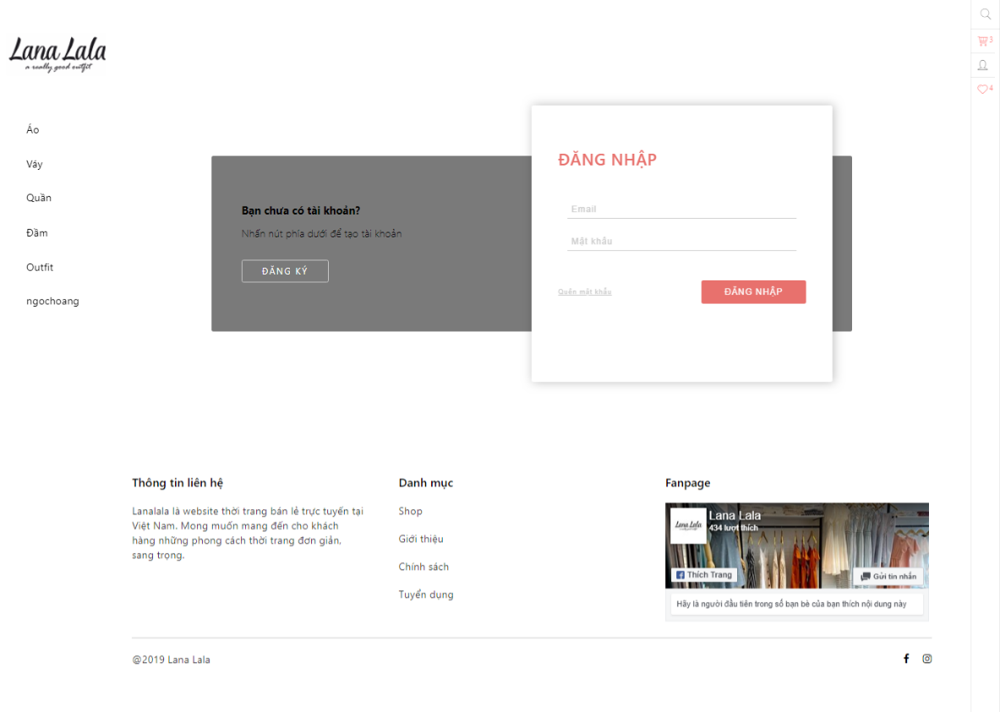 Lana Lala
a really good outfit
3
4
Áo
Váy
Quần
Đầm
Outfit
ngochoang
Bạn chưa có tài khoản?
Nhấn nút phía dưới để tạo tài khoản
ĐĂNG KÝ
ĐĂNG NHẬP
Email
Mật khẩu
Quên mật khẩu
ĐĂNG NHẬP
Thông tin liên hệ
Lanalala là website thời trang bán lẻ trực tuyến tại
Việt Nam. Mong muốn mang đến cho khách
hàng những phong cách thời trang đơn giản,
sang trọng.
Danh mục
Shop
Giới thiệu
Chính sách
Tuyển dụng
Fanpage
Lana Lala
Lana Lala
434 lượt thích
Thích Trang
Gửi tin nhắn
Hãy là người đầu tiên trong số bạn bè của bạn thích nội dung này
@2019 Lana Lala